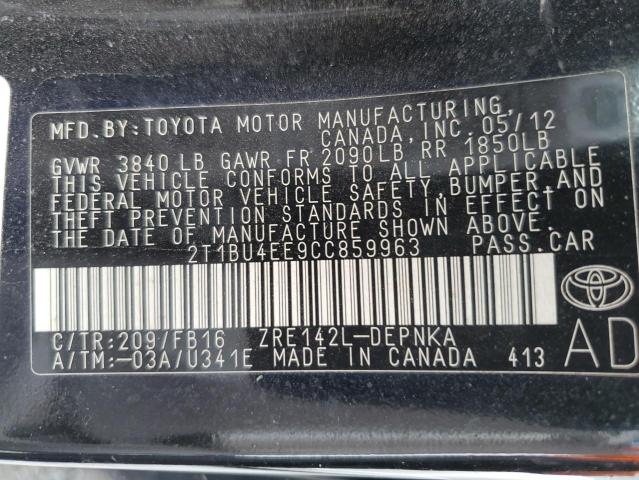 MFD. BY:TOYOTA MOTOR MANUFACTURING,
CANADA, INC. 05/12
GVWR 3840 LB GAWR FR 2090LB, RR 1850LB
THIS VEHICLE CONFORMS TO ALL APPLICABLE
FEDERAL MOTOR VEHICLE SAFETY, BUMPER, AND
THEFT PREVENTION STANDARDS IN EFFECT ON
THE DATE OF MANUFACTURE SHOWN ABOVE.
2T1BU4EE9CC859963 PASS.CAR
C/TR:209/FB16 ZRE142L-DEPNKA
A/TM:-03A/U341E MADE IN CANADA 413
AD